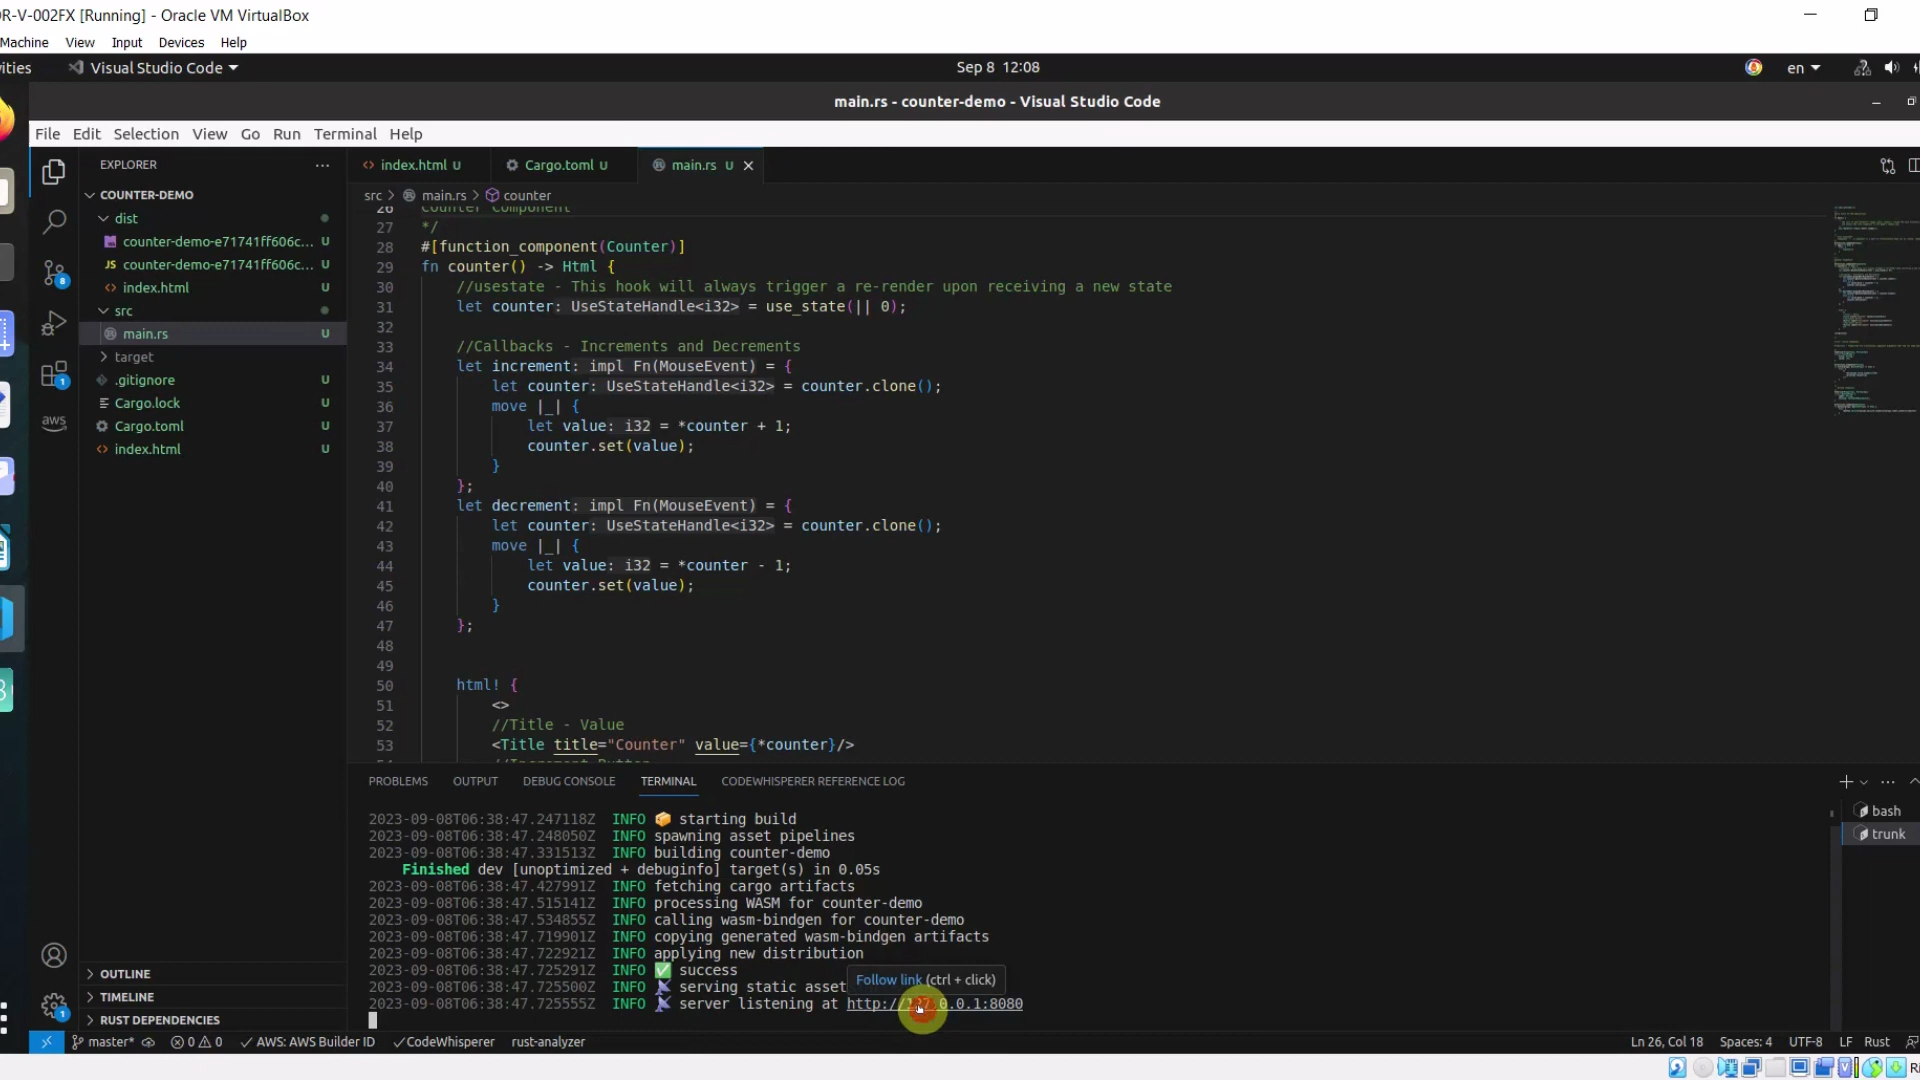 R-V-002FX [Running] - Oracle VM VirtualBox
Machine View Input Devices Help
ities Visual Studio Code Sep 8 12:08 en
main.rs - counter-demo - Visual Studio Code
File Edit Selection View Go Run Terminal Help
EXPLORER
COUNTER-DEMO
dist
counter-demo-e71741ff606c... U
JS counter-demo-e71741ff606c... U
<> index.html U
src
main.rs U
target
.gitignore U
Cargo.lock U
Cargo.toml U
<> index.html U
8
1
aws
1
OUTLINE
TIMELINE
RUST DEPENDENCIES
<> index.html U Cargo.toml U main.rs U
src > main.rs > counter
26 Counter Component
27 */
28 #[function_component(Counter)]
29 fn counter() -> Html {
30 //usestate - This hook will always trigger a re-render upon receiving a new state
31 let counter: UseStateHandle<i32> = use_state(|| 0);
32
33 //Callbacks - Increments and Decrements
34 let increment: impl Fn(MouseEvent) = {
35 let counter: UseStateHandle<i32> = counter.clone();
36 move |_| {
37 let value: i32 = *counter + 1;
38 counter.set(value);
39 }
40 };
41 let decrement: impl Fn(MouseEvent) = {
42 let counter: UseStateHandle<i32> = counter.clone();
43 move |_| {
44 let value: i32 = *counter - 1;
45 counter.set(value);
46 }
47 };
48
49
50 html! {
51 <>
52 //Title - Value
53 <Title title="Counter" value={*counter}/>
PROBLEMS OUTPUT DEBUG CONSOLE TERMINAL CODEWHISPERER REFERENCE LOG
2023-09-08T06:38:47.247118Z INFO 📦 starting build
2023-09-08T06:38:47.248050Z INFO spawning asset pipelines
2023-09-08T06:38:47.331513Z INFO building counter-demo
Finished dev [unoptimized + debuginfo] target(s) in 0.05s
2023-09-08T06:38:47.427991Z INFO fetching cargo artifacts
2023-09-08T06:38:47.515141Z INFO processing WASM for counter-demo
2023-09-08T06:38:47.534855Z INFO calling wasm-bindgen for counter-demo
2023-09-08T06:38:47.719901Z INFO copying generated wasm-bindgen artifacts
2023-09-08T06:38:47.722921Z INFO applying new distribution
2023-09-08T06:38:47.725291Z INFO ✅ success
2023-09-08T06:38:47.725500Z INFO 📡 serving static asset
2023-09-08T06:38:47.725555Z INFO 📡 server listening at http://127.0.0.1:8080
Follow link (ctrl + click)
bash
trunk
master* 0 0 AWS: AWS Builder ID CodeWhisperer rust-analyzer Ln 26, Col 18 Spaces: 4 UTF-8 LF Rust